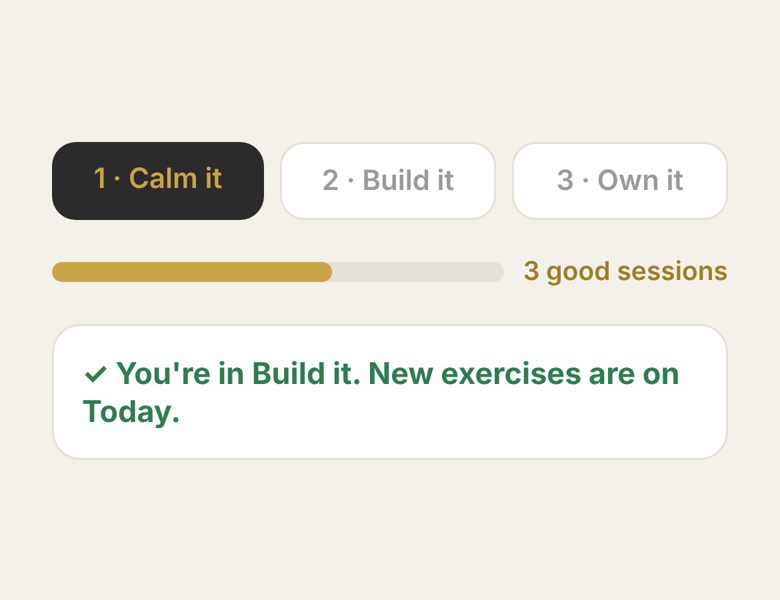 1 · Calm it
2 · Build it
3 · Own it
3 good sessions
✓ You're in Build it. New exercises are on
Today.